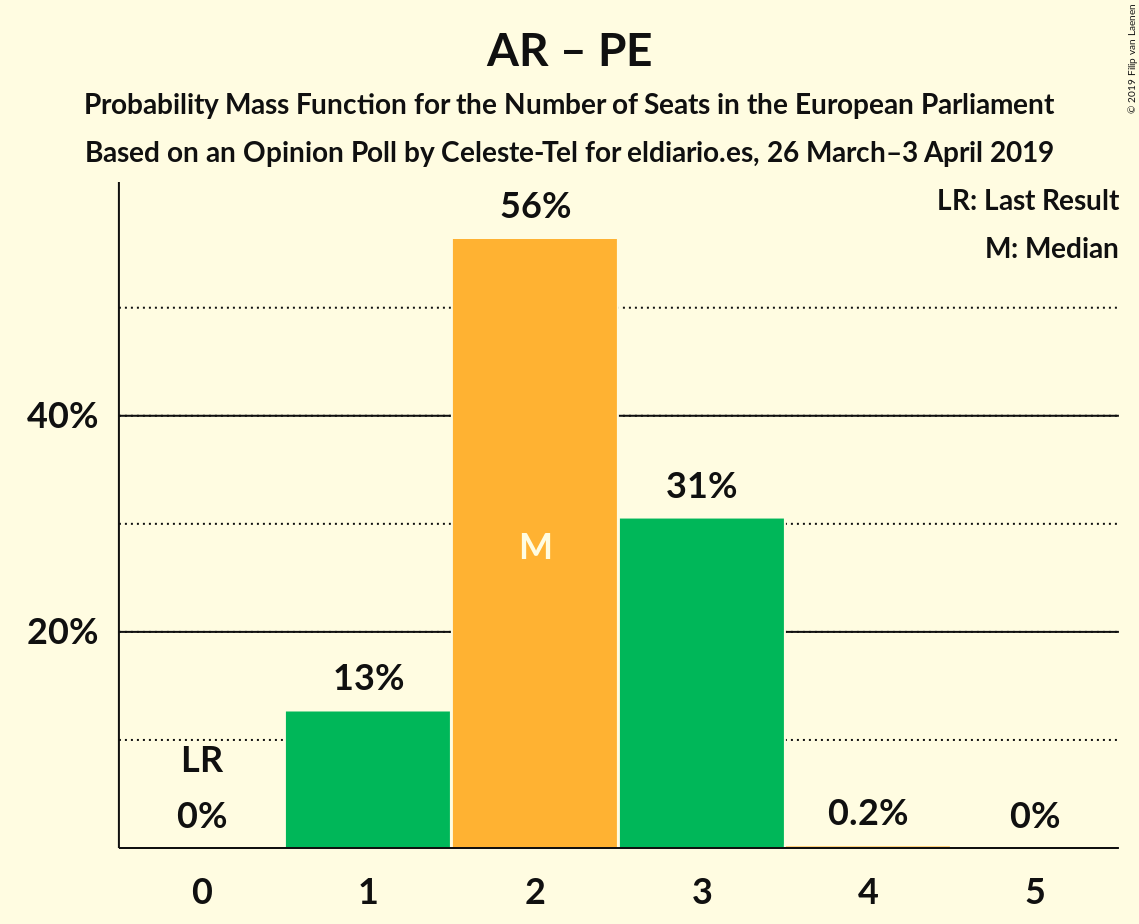 AR – PE
Probability Mass Function for the Number of Seats in the European Parliament
Based on an Opinion Poll by Celeste-Tel for eldiario.es, 26 March–3 April 2019
© 2019 Filip van Laenen
LR: Last Result
M: Median
56%
40%
31%
M
20%
13%
LR
0%
0.2%
0%
0 1 2 3 4 5